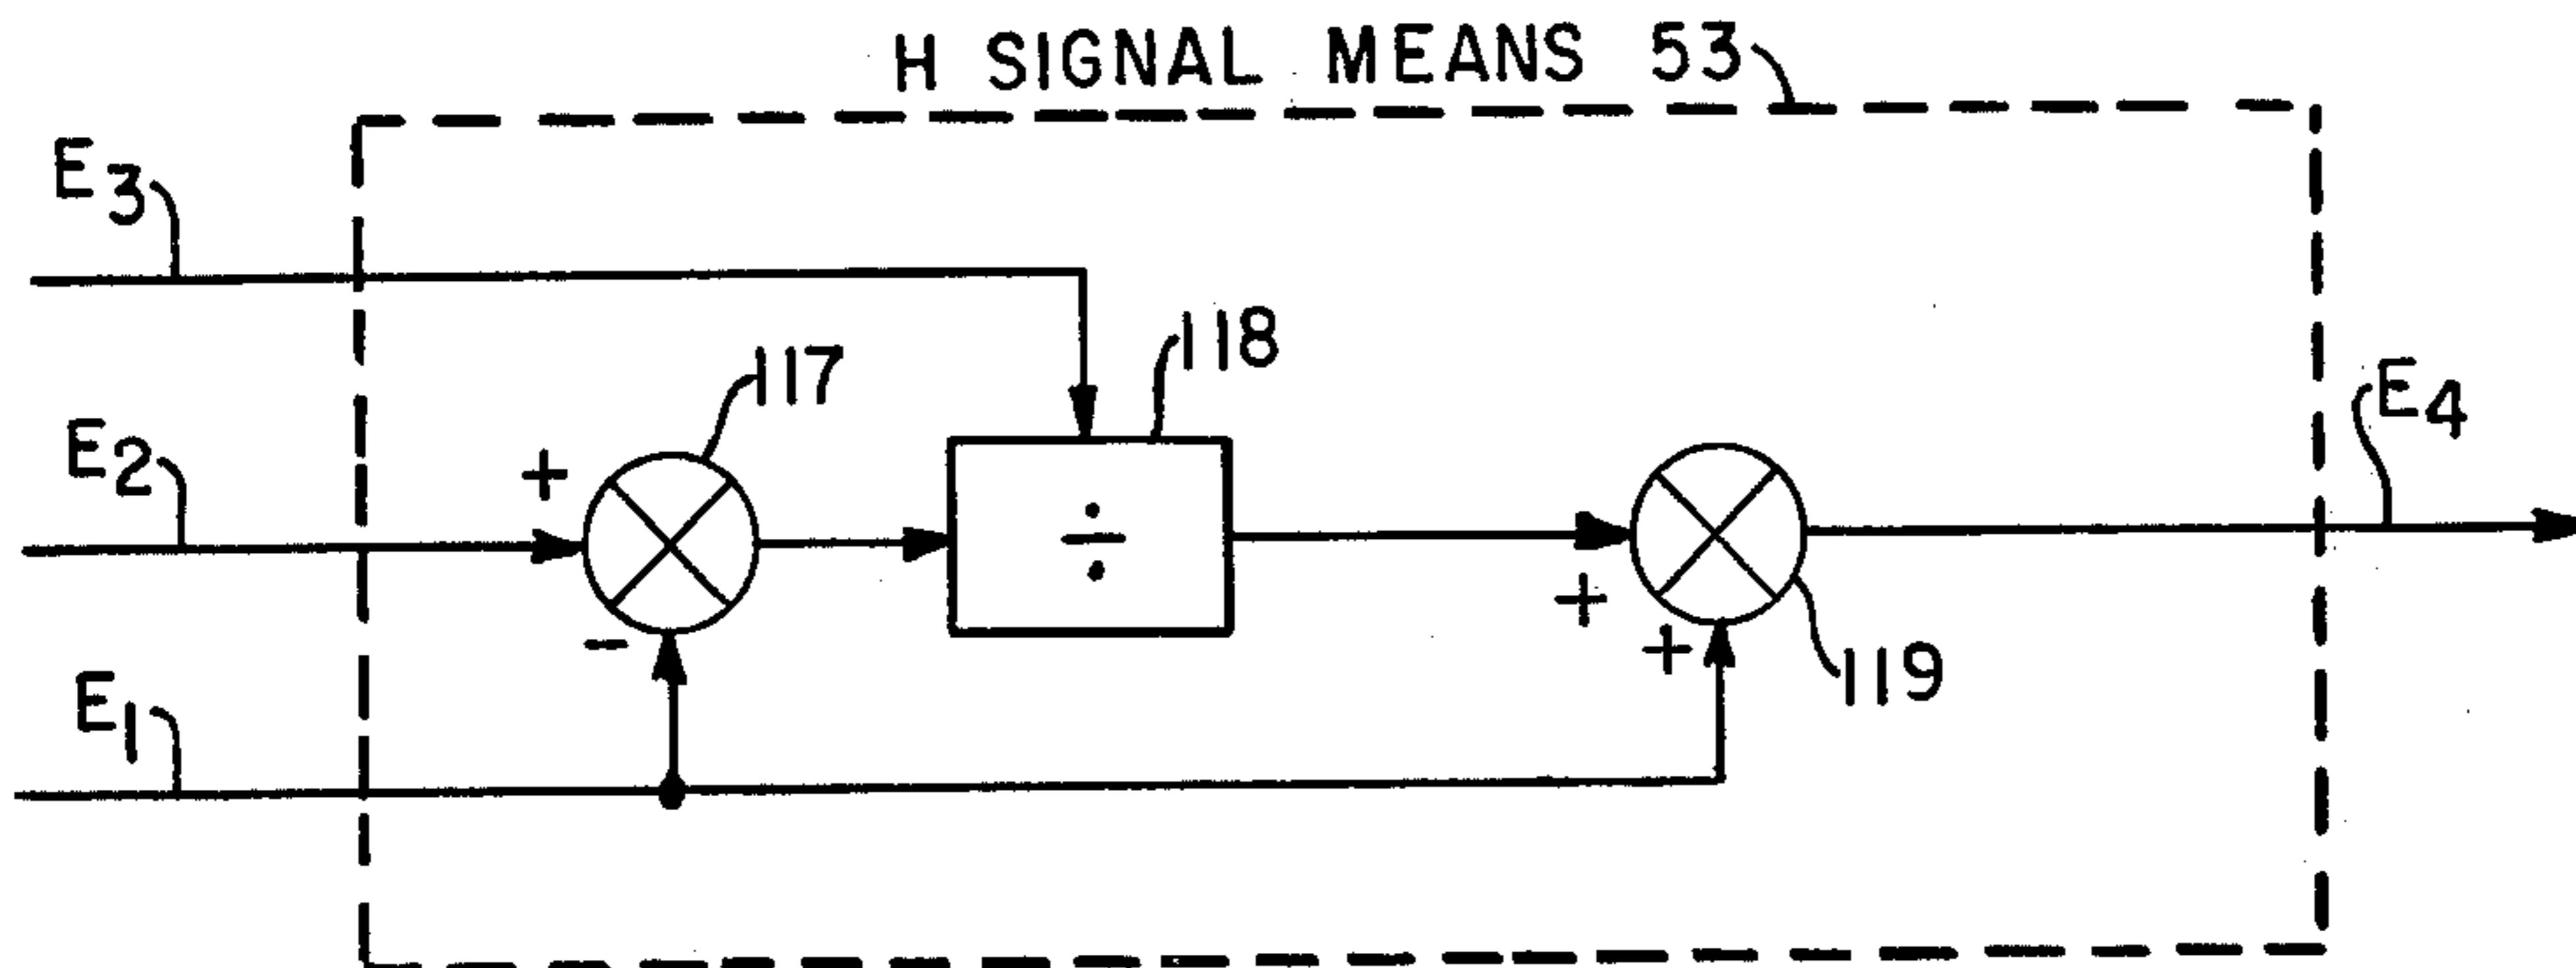 H SIGNAL MEANS 53
E3
118
117
E4
E2
+
÷
+
-
+
119
E1